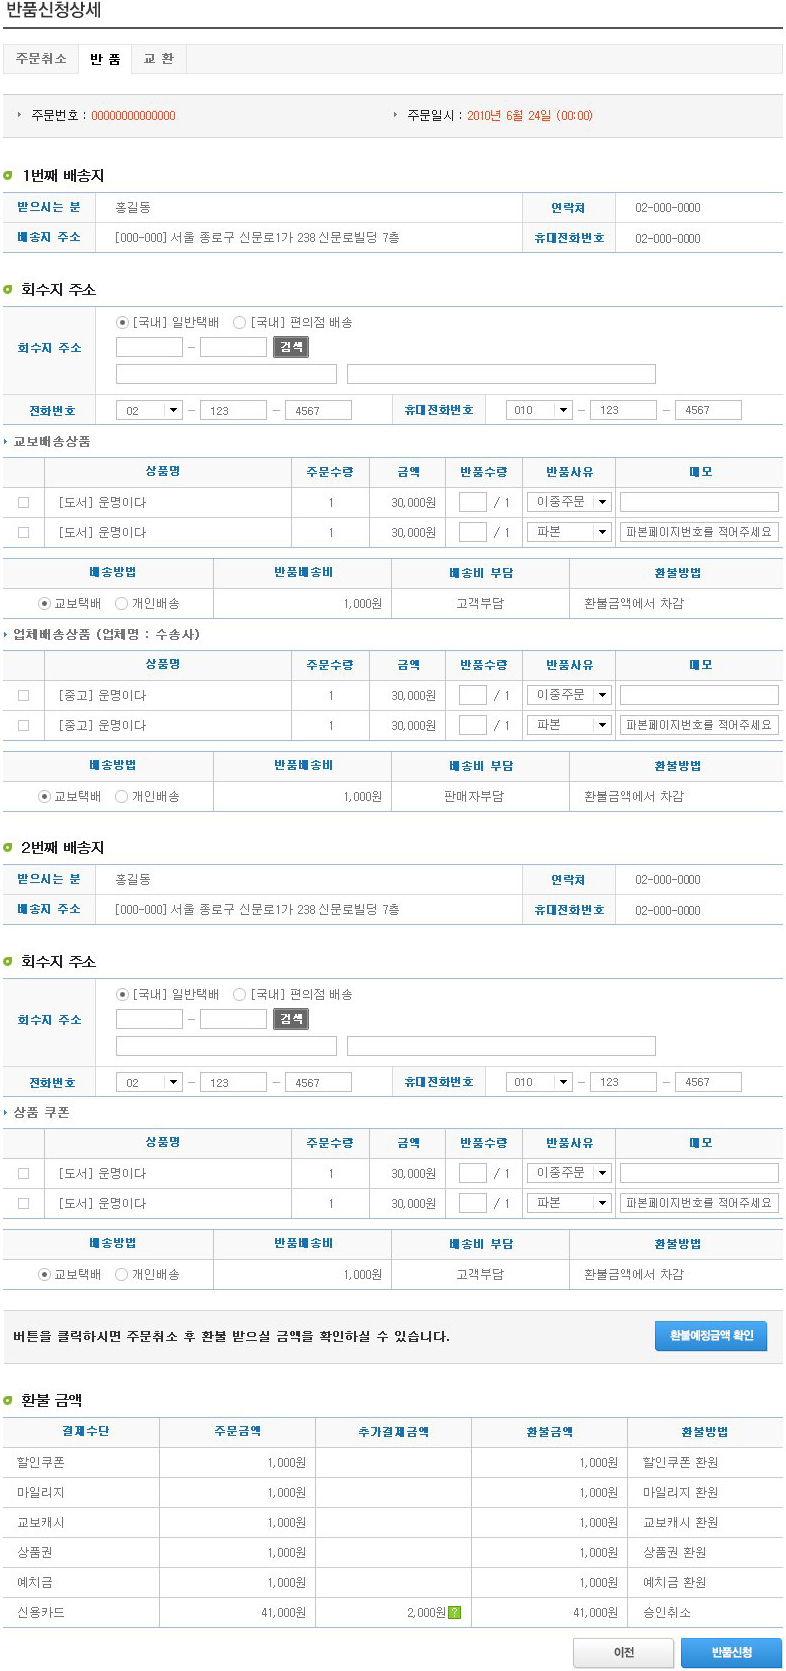 반품신청상세
주문취소 반 품 교 환
주문번호 : 00000000000000 주문일시 : 2010년 6월 24일 (00:00)
1번째 배송지
받으시는 분 홍길동 연락처 02-000-0000
배송지 주소 [000-000] 서울 종로구 신문로1가 238 신문로빌딩 7층 휴대전화번호 02-000-0000
회수지 주소
[국내] 일반택배 [국내] 편의점 배송
회수지 주소 - 검색
전화번호 02 - 123 - 4567 휴대전화번호 010 - 123 - 4567
교보배송상품
상품명 주문수량 금액 반품수량 반품사유 메모
[도서] 운명이다 1 30,000원 / 1 이중주문
[도서] 운명이다 1 30,000원 / 1 파본 파본페이지번호를 적어주세요
배송방법 반품배송비 배송비 부담 환불방법
교보택배 개인배송 1,000원 고객부담 환불금액에서 차감
업체배송상품 (업체명 : 수송사)
상품명 주문수량 금액 반품수량 반품사유 메모
[중고] 운명이다 1 30,000원 / 1 이중주문
[중고] 운명이다 1 30,000원 / 1 파본 파본페이지번호를 적어주세요
배송방법 반품배송비 배송비 부담 환불방법
교보택배 개인배송 1,000원 판매자부담 환불금액에서 차감
2번째 배송지
받으시는 분 홍길동 연락처 02-000-0000
배송지 주소 [000-000] 서울 종로구 신문로1가 238 신문로빌딩 7층 휴대전화번호 02-000-0000
회수지 주소
[국내] 일반택배 [국내] 편의점 배송
회수지 주소 - 검색
전화번호 02 - 123 - 4567 휴대전화번호 010 - 123 - 4567
상품 쿠폰
상품명 주문수량 금액 반품수량 반품사유 메모
[도서] 운명이다 1 30,000원 / 1 이중주문
[도서] 운명이다 1 30,000원 / 1 파본 파본페이지번호를 적어주세요
배송방법 반품배송비 배송비 부담 환불방법
교보택배 개인배송 1,000원 고객부담 환불금액에서 차감
버튼을 클릭하시면 주문취소 후 환불 받으실 금액을 확인하실 수 있습니다. 환불예정금액 확인
환불 금액
결제수단 주문금액 추가결제금액 환불금액 환불방법
할인쿠폰 1,000원 1,000원 할인쿠폰 환원
마일리지 1,000원 1,000원 마일리지 환원
교보캐시 1,000원 1,000원 교보캐시 환원
상품권 1,000원 1,000원 상품권 환원
예치금 1,000원 1,000원 예치금 환원
신용카드 41,000원 2,000원 ? 41,000원 승인취소
이전 반품신청